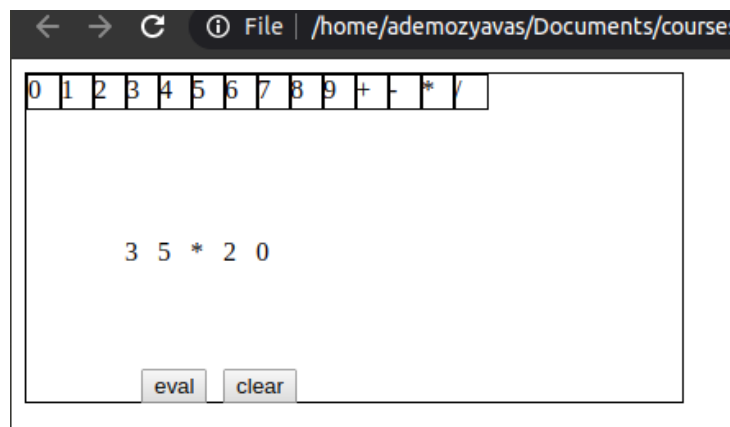 File | /home/ademozyavas/Documents/courses
0 1 2 3 4 5 6 7 8 9 + - * /
3 5 * 2 0
eval clear